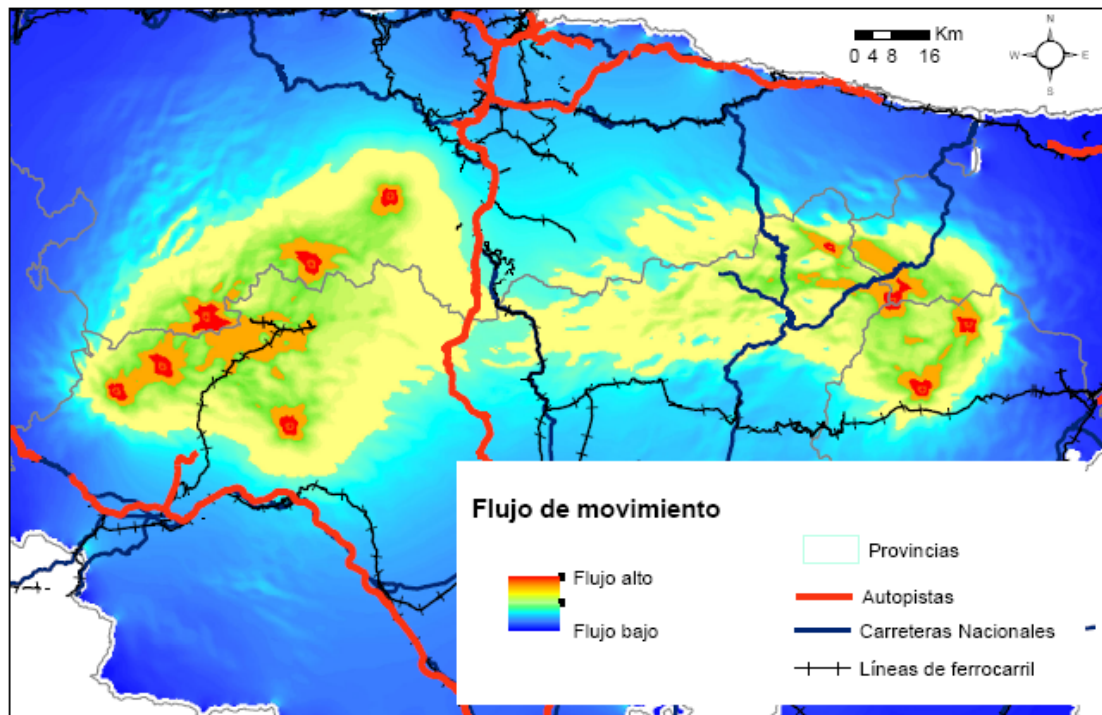 Km
0 4 8 16
N
W E
S
Flujo de movimiento
Flujo alto
Flujo bajo
Provincias
Autopistas
Carreteras Nacionales
Líneas de ferrocarril